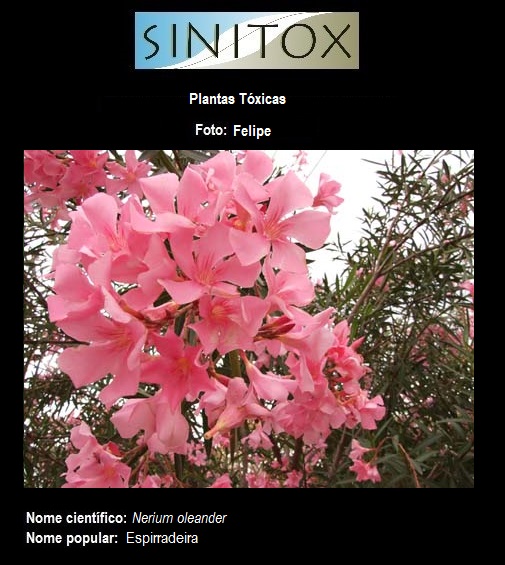 SINITOX
Plantas Tóxicas
Foto: Felipe
Nome científico: Nerium oleander
Nome popular: Espirradeira